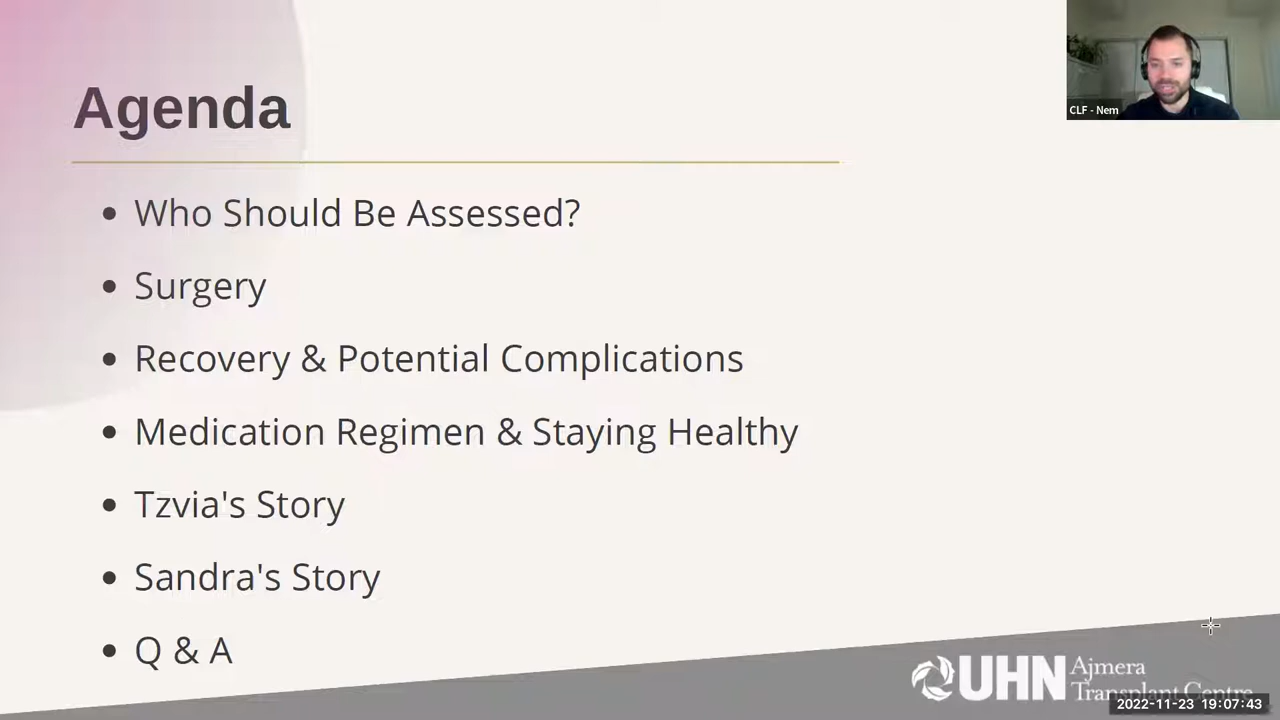 Agenda
CLF - Nem
Who Should Be Assessed?
Surgery
Recovery & Potential Complications
Medication Regimen & Staying Healthy
Tzvia's Story
Sandra's Story
Q & A
UHN Ajmera
Transplant Centre
2022-11-23 19:07:43